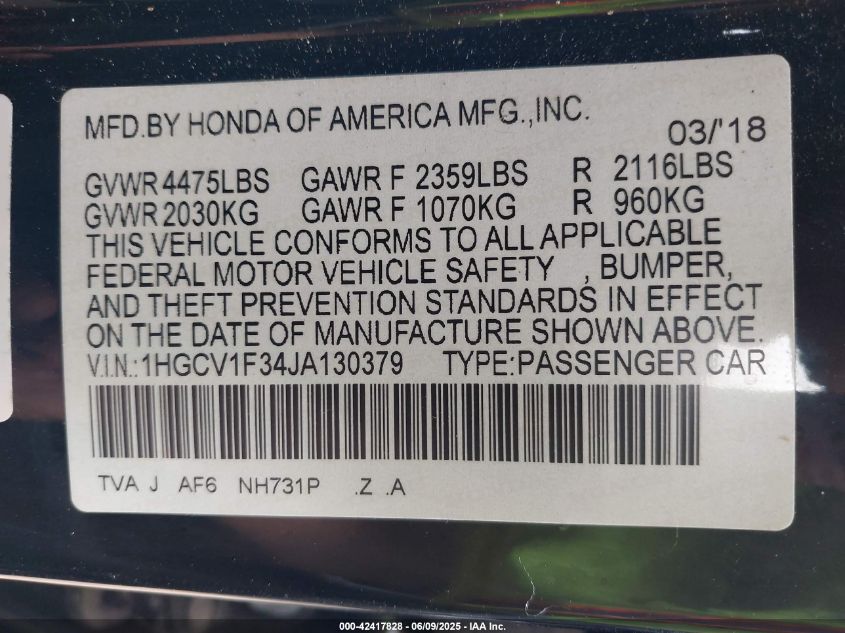 MFD.BY HONDA OF AMERICA MFG.,INC.
03/'18
GVWR 4475LBS GAWR F 2359LBS R 2116LBS
GVWR 2030KG GAWR F 1070KG R 960KG
THIS VEHICLE CONFORMS TO ALL APPLICABLE
FEDERAL MOTOR VEHICLE SAFETY , BUMPER,
AND THEFT PREVENTION STANDARDS IN EFFECT
ON THE DATE OF MANUFACTURE SHOWN ABOVE.
V.I.N.:1HGCV1F34JA130379 TYPE:PASSENGER CAR
TVA J AF6 NH731P .Z .A
000-42417828 - 06/09/2025 - IAA Inc.